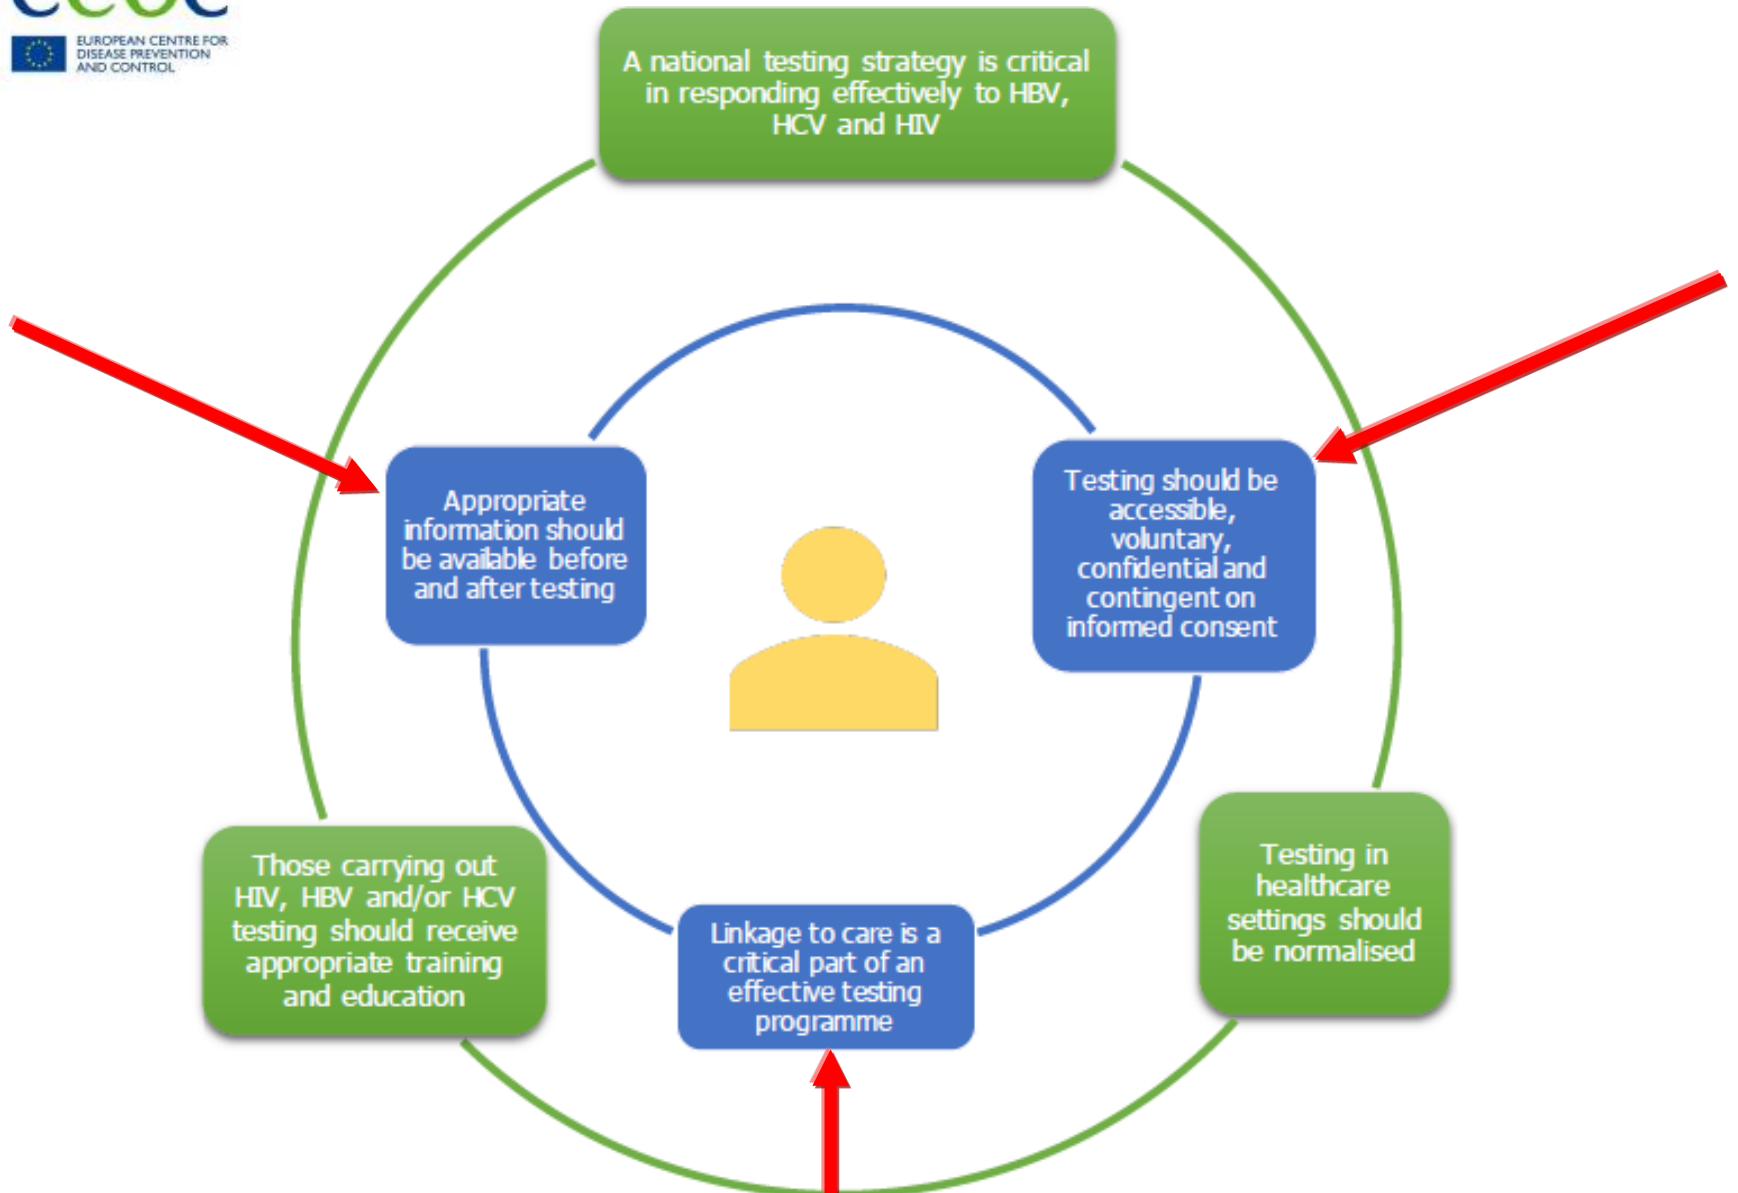 EUROPEAN CENTRE FOR
DISEASE PREVENTION
AND CONTROL
A national testing strategy is critical
in responding effectively to HBV,
HCV and HIV
Appropriate
information should
be available before
and after testing
Testing should be
accessible,
voluntary,
confidential and
contingent on
informed consent
Those carrying out
HIV, HBV and/or HCV
testing should receive
appropriate training
and education
Linkage to care is a
critical part of an
effective testing
programme
Testing in
healthcare
settings should
be normalised